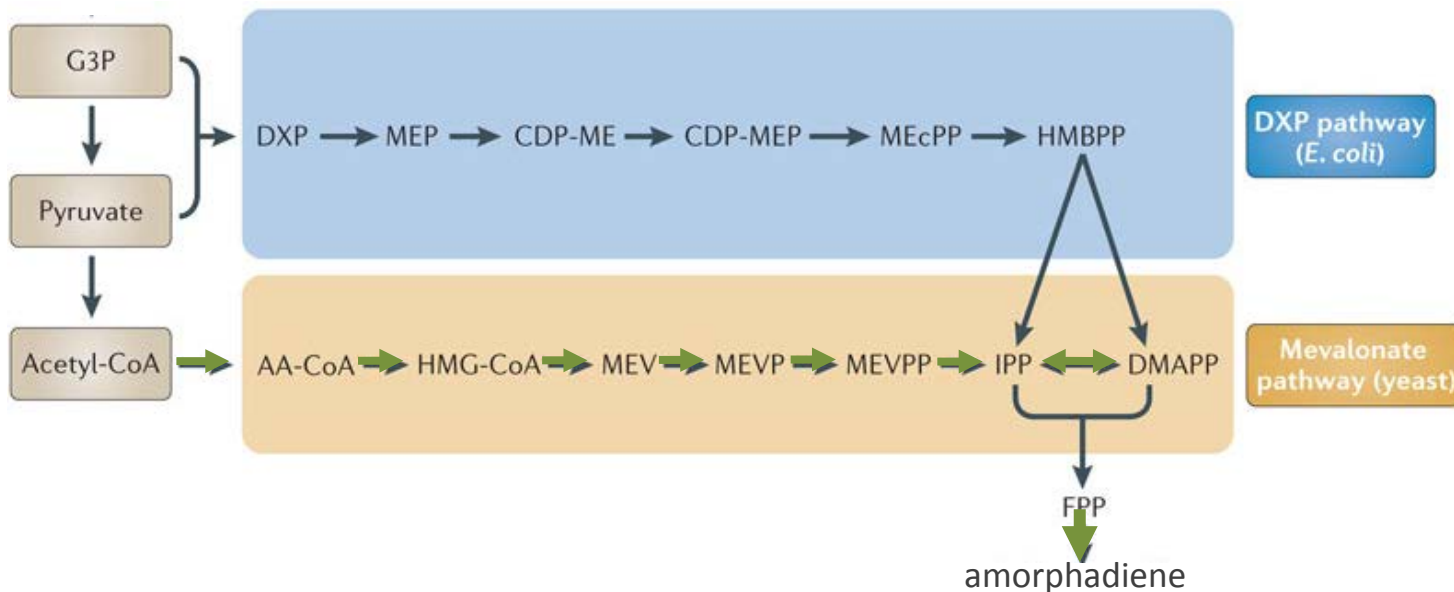 G3P
DXP MEP CDP-ME CDP-MEP MEcPP HMBPP
DXP pathway
(E. coli)
Pyruvate
Acetyl-CoA AA-CoA HMG-CoA MEV MEVP MEVPP IPP DMAPP
Mevalonate
pathway (yeast)
FPP
amorphadiene